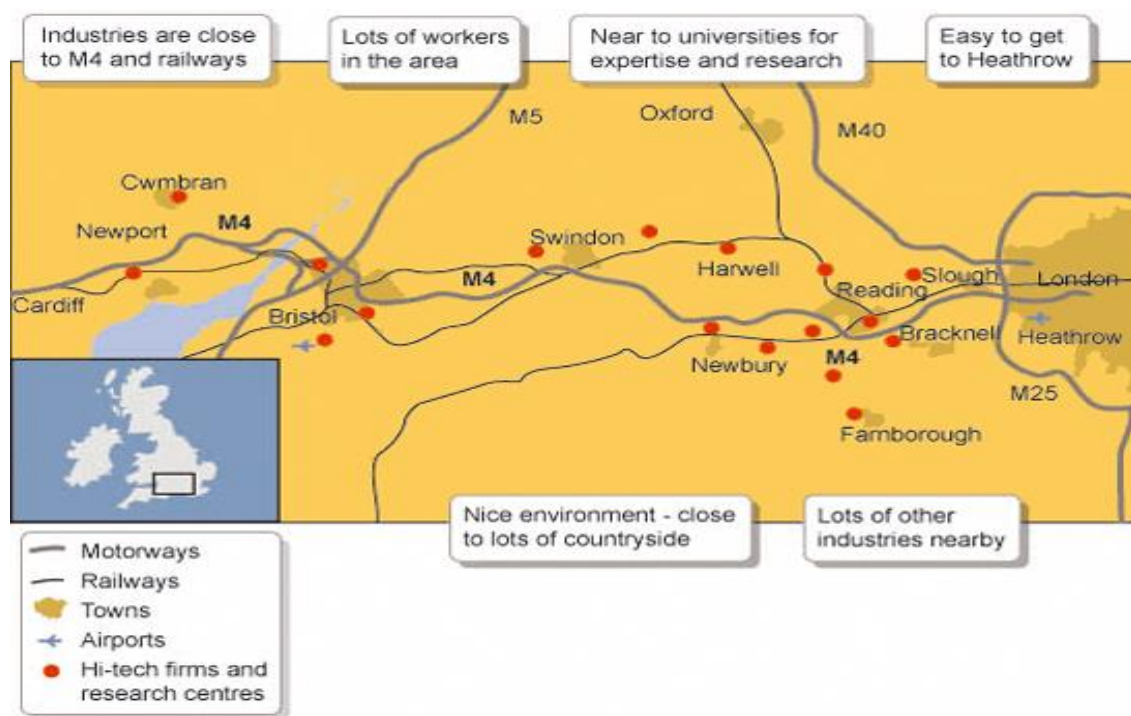 Industries are close
to M4 and railways
Lots of workers
in the area
Near to universities for
expertise and research
Easy to get
to Heathrow
M5
Oxford
M40
Cwmbran
Newport
M4
Swindon
M4
Harwell
Slough
London
Reading
Cardiff
Bristol
Bracknell
Heathrow
Newbury
M4
M25
Farnborough
Nice environment - close
to lots of countryside
Lots of other
industries nearby
Motorways
Railways
Towns
Airports
Hi-tech firms and
research centres